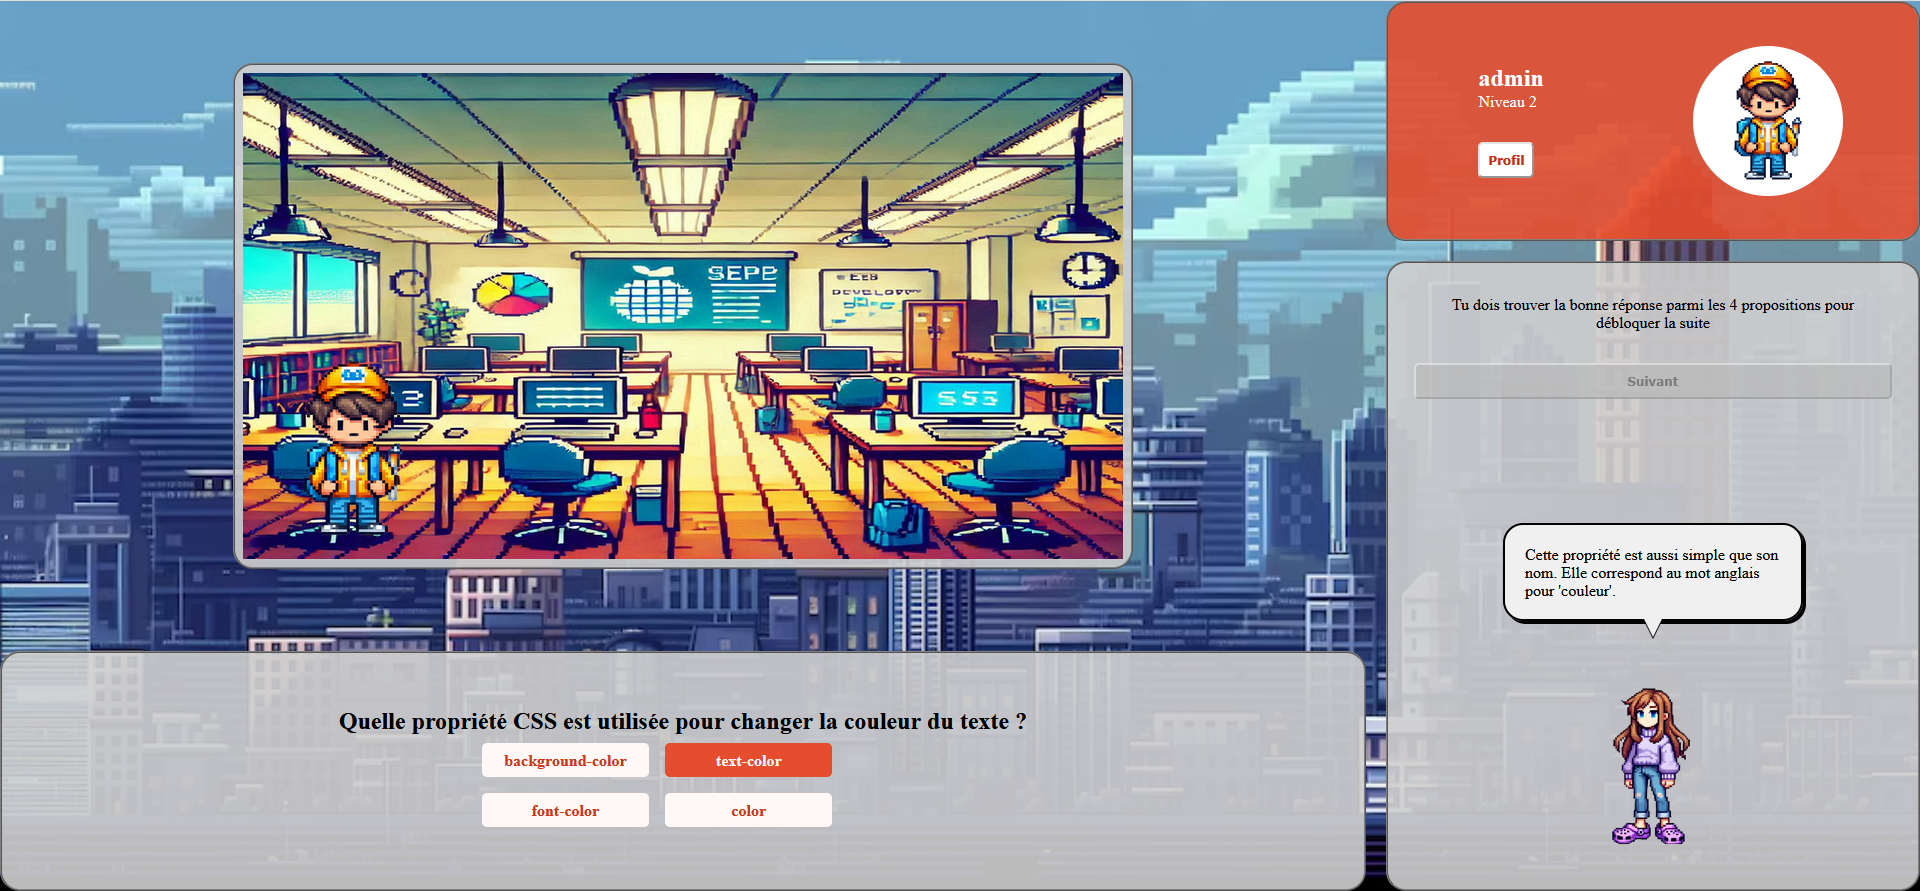 admin
Niveau 2
Profil
SEPE
Tu dois trouver la bonne réponse parmi les 4 propositions pour
débloquer la suite
Suivant
Cette propriété est aussi simple que son
nom. Elle correspond au mot anglais
pour 'couleur'.
Quelle propriété CSS est utilisée pour changer la couleur du texte ?
background-color
text-color
font-color
color